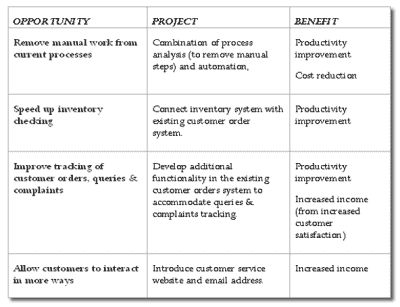 OPPORTUNITY PROJECT BENEFIT
Remove manual work from
current processes
Combination of process
analysis (to remove manual
steps) and automation,
Productivity
improvement
Cost reduction
Speed up inventory
checking
Connect inventory system with
existing customer order
system.
Productivity
improvement
Improve tracking of
customer orders, queries &
complaints
Develop additional
functionality in the existing
customer orders system to
accommodate queries &
complaints tracking.
Productivity
improvement
Increased income
(from increased
customer
satisfaction)
Allow customers to interact
in more ways
Introduce customer service
website and email address.
Increased income